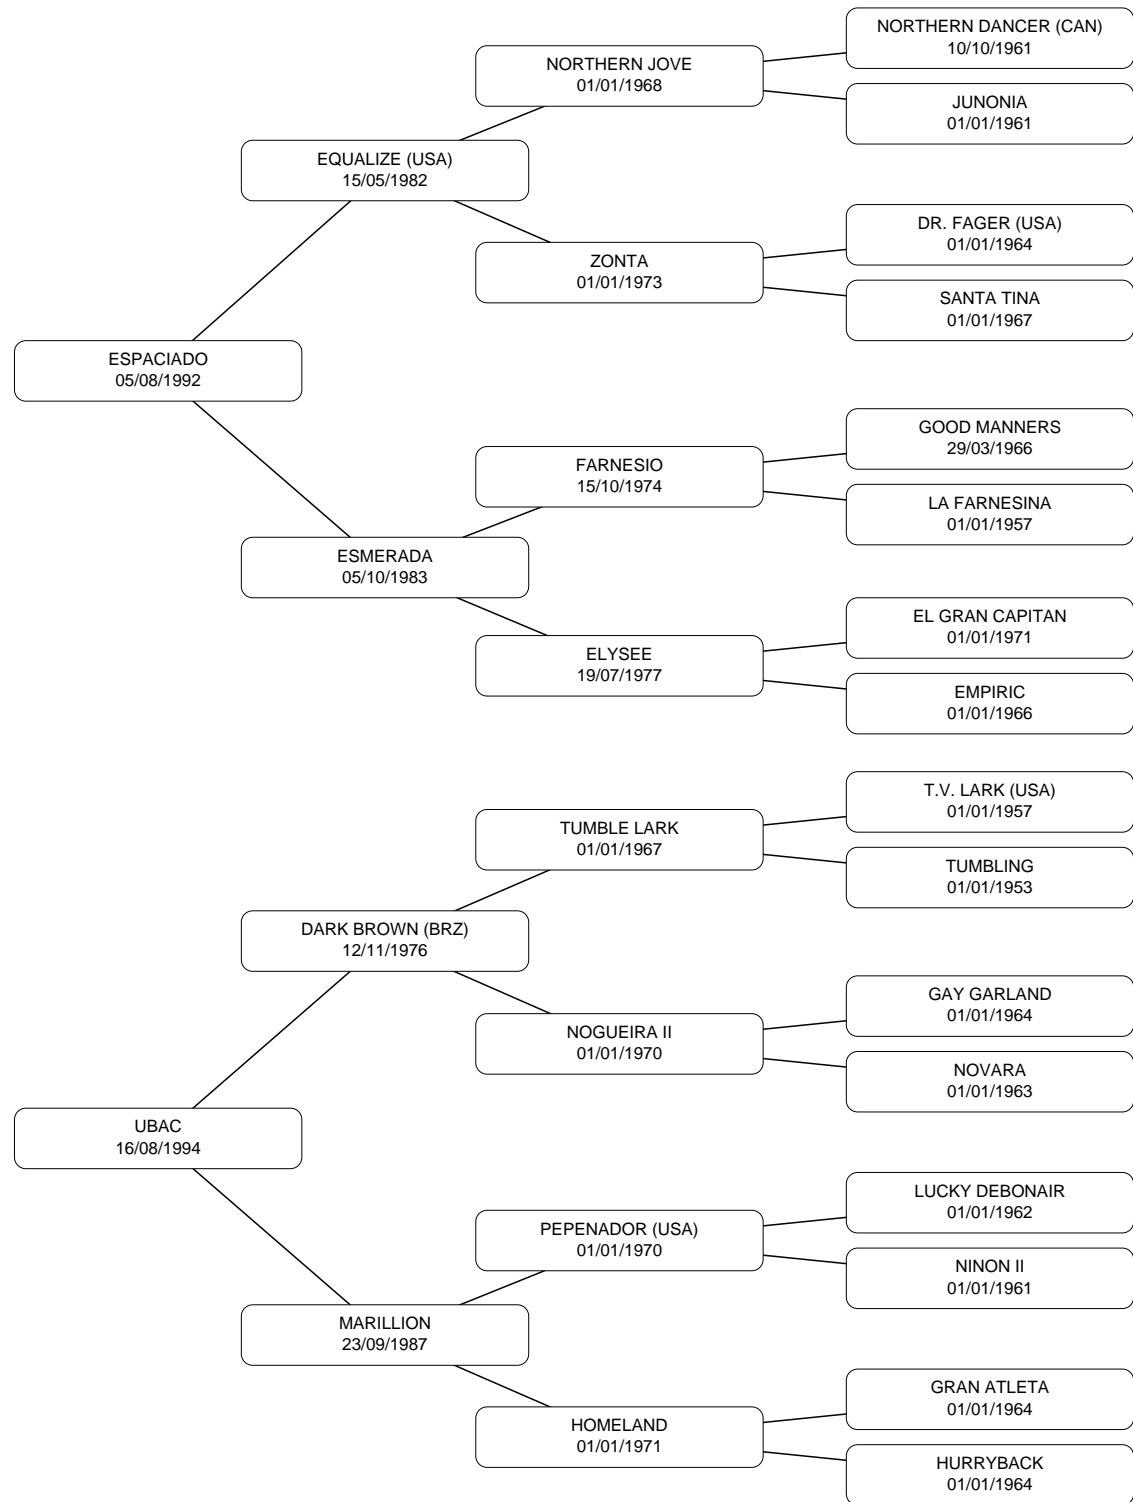 NORTHERN DANCER (CAN)
10/10/1961
NORTHERN JOVE
01/01/1968
JUNONIA
01/01/1961
EQUALIZE (USA)
15/05/1982
DR. FAGER (USA)
01/01/1964
ZONTA
01/01/1973
SANTA TINA
01/01/1967
ESPACIADO
05/08/1992
GOOD MANNERS
29/03/1966
FARNESIO
15/10/1974
LA FARNESINA
01/01/1957
ESMERADA
05/10/1983
EL GRAN CAPITAN
01/01/1971
ELYSEE
19/07/1977
EMPIRIC
01/01/1966
T.V. LARK (USA)
01/01/1957
TUMBLE LARK
01/01/1967
TUMBLING
01/01/1953
DARK BROWN (BRZ)
12/11/1976
GAY GARLAND
01/01/1964
NOGUEIRA II
01/01/1970
NOVARA
01/01/1963
UBAC
16/08/1994
LUCKY DEBONAIR
01/01/1962
PEPENADOR (USA)
01/01/1970
NINON II
01/01/1961
MARILLION
23/09/1987
GRAN ATLETA
01/01/1964
HOMELAND
01/01/1971
HURRYBACK
01/01/1964